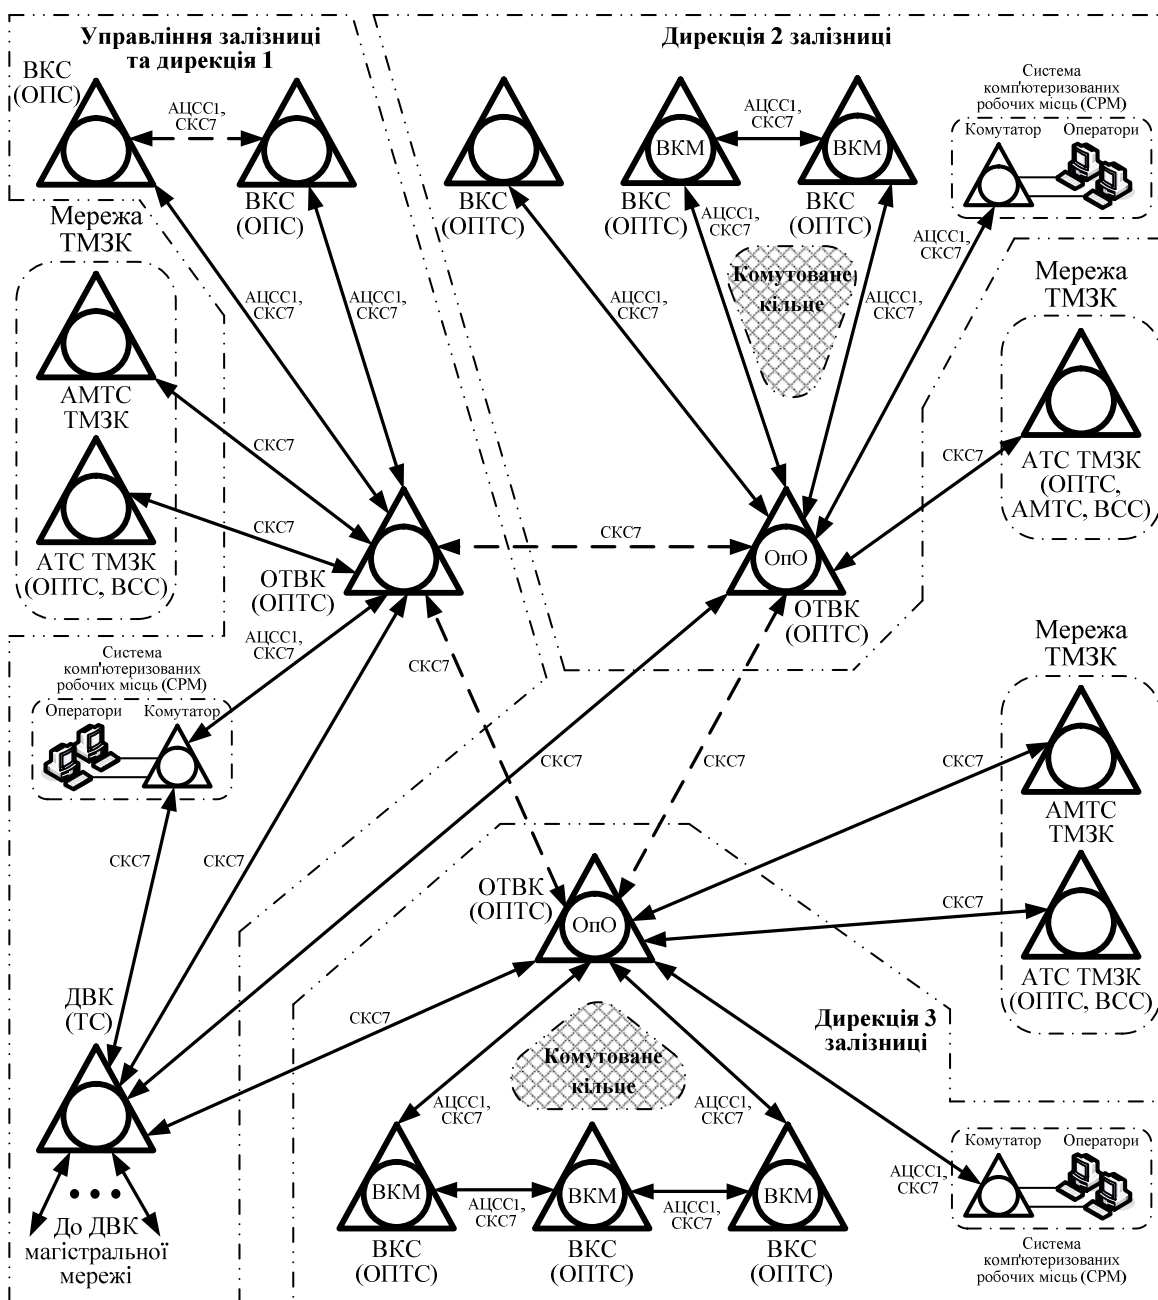 Управління залізниці
та дирекція 1
ВКС
(ОПС)
АЦСС1,
СКС7
ВКС
(ОПС)
Мережа
ТМЗК
АЦСС1,
СКС7
АЦСС1,
СКС7
АМТС
ТМЗК
СКС7
СКС7
АТС ТМЗК
(ОПТС, ВСС)
ОТВК
(ОПТС)
АЦСС1,
СКС7
Система
комп'ютеризованих
робочих місць (СРМ)
Оператори
Комутатор
СКС7
СКС7
ДВК
(ТС)
До ДВК
магістральної
мережі
Дирекція 2 залізниці
ВКС
(ОПТС)
ВКМ
ВКС
(ОПТС)
АЦСС1,
СКС7
ВКМ
ВКС
(ОПТС)
АЦСС1,
СКС7
Система
комп'ютеризованих
робочих місць (СРМ)
Комутатор
Оператори
АЦСС1,
СКС7
Комутоване
кільце
АЦСС1,
СКС7
АЦСС1,
СКС7
Мережа
ТМЗК
АТС ТМЗК
(ОПТС,
АМТС, ВСС)
СКС7
СКС7
ОпО
ОТВК
(ОПТС)
СКС7
СКС7
СКС7
Мережа
ТМЗК
СКС7
АМТС
ТМЗК
СКС7
АТС ТМЗК
(ОПТС, ВСС)
ОТВК
(ОПТС)
ОпО
СКС7
Дирекція 3
залізниці
Комутоване
кільце
АЦСС1,
СКС7
АЦСС1,
СКС7
ВКМ
АЦСС1,
СКС7
ВКМ
АЦСС1,
СКС7
ВКМ
ВКС
(ОПТС)
ВКС
(ОПТС)
ВКС
(ОПТС)
Комутатор
Оператори
АЦСС1,
СКС7
Система
комп'ютеризованих
робочих місць (СРМ)